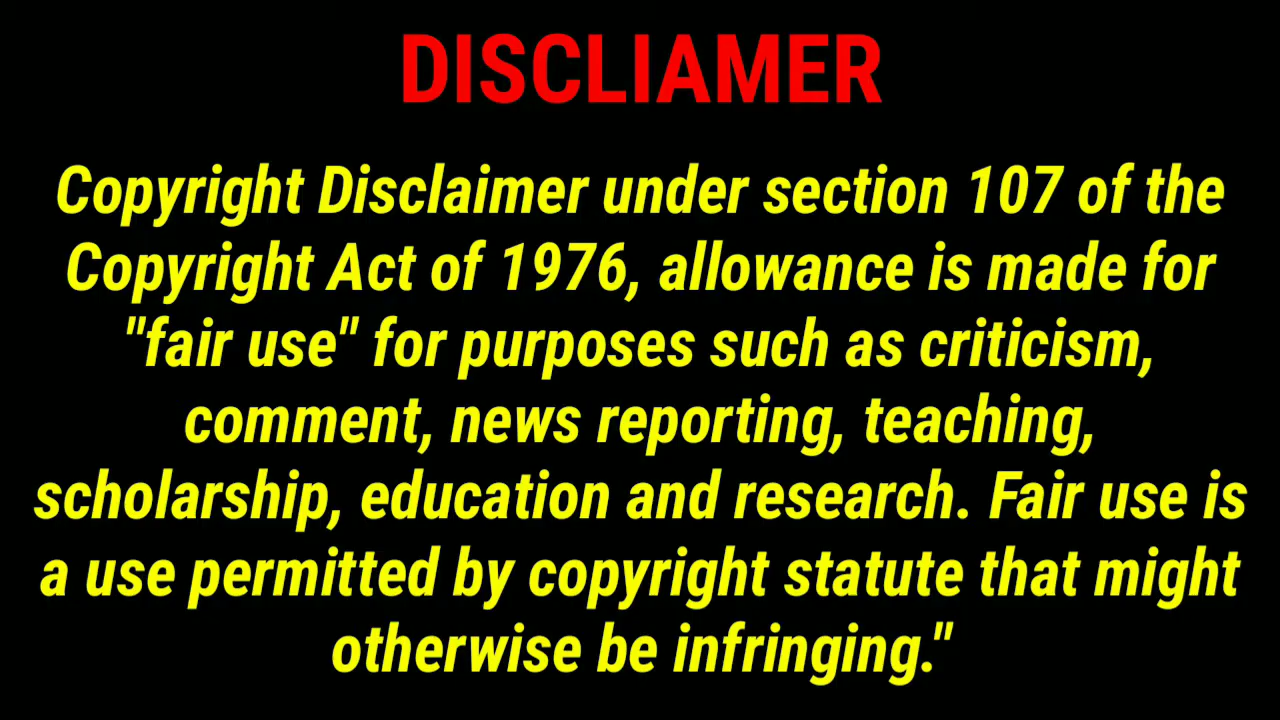 DISCLIAMER
Copyright Disclaimer under section 107 of the
Copyright Act of 1976, allowance is made for
"fair use" for purposes such as criticism,
comment, news reporting, teaching,
scholarship, education and research. Fair use is
a use permitted by copyright statute that might
otherwise be infringing."